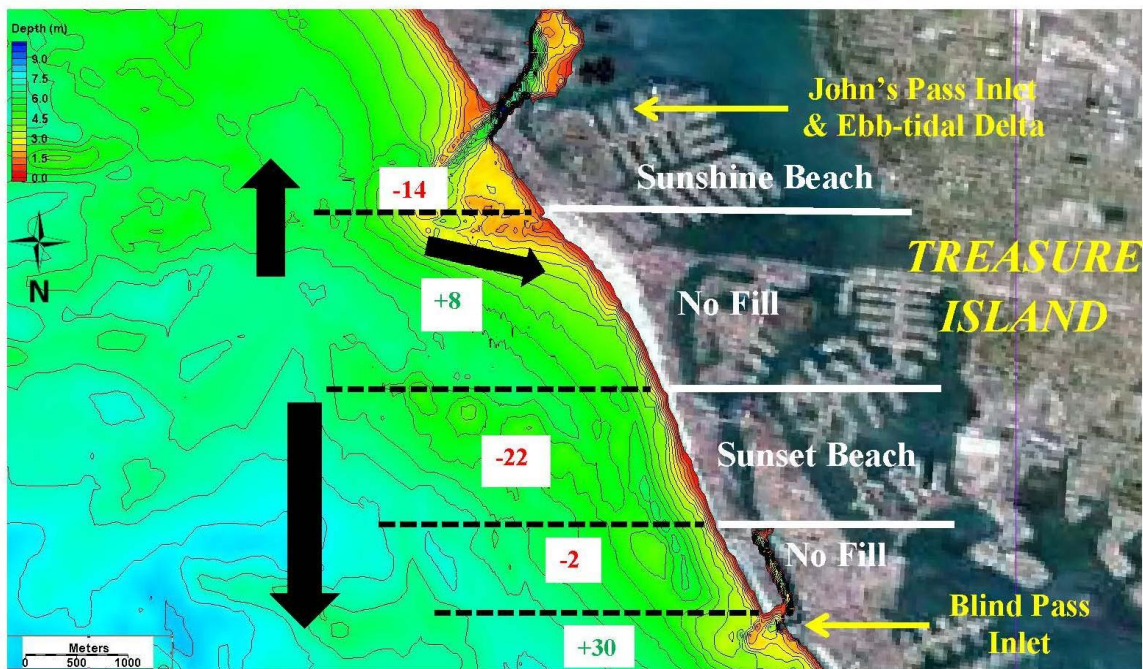 Depth (m)
9.0
7.5
6.0
4.5
3.0
1.5
0.0
N
John's Pass Inlet
& Ebb-tidal Delta
Sunshine Beach
-14
TREASURE
ISLAND
+8
No Fill
-22
Sunset Beach
-2
No Fill
Blind Pass
Inlet
+30
Meters
0 500 1000